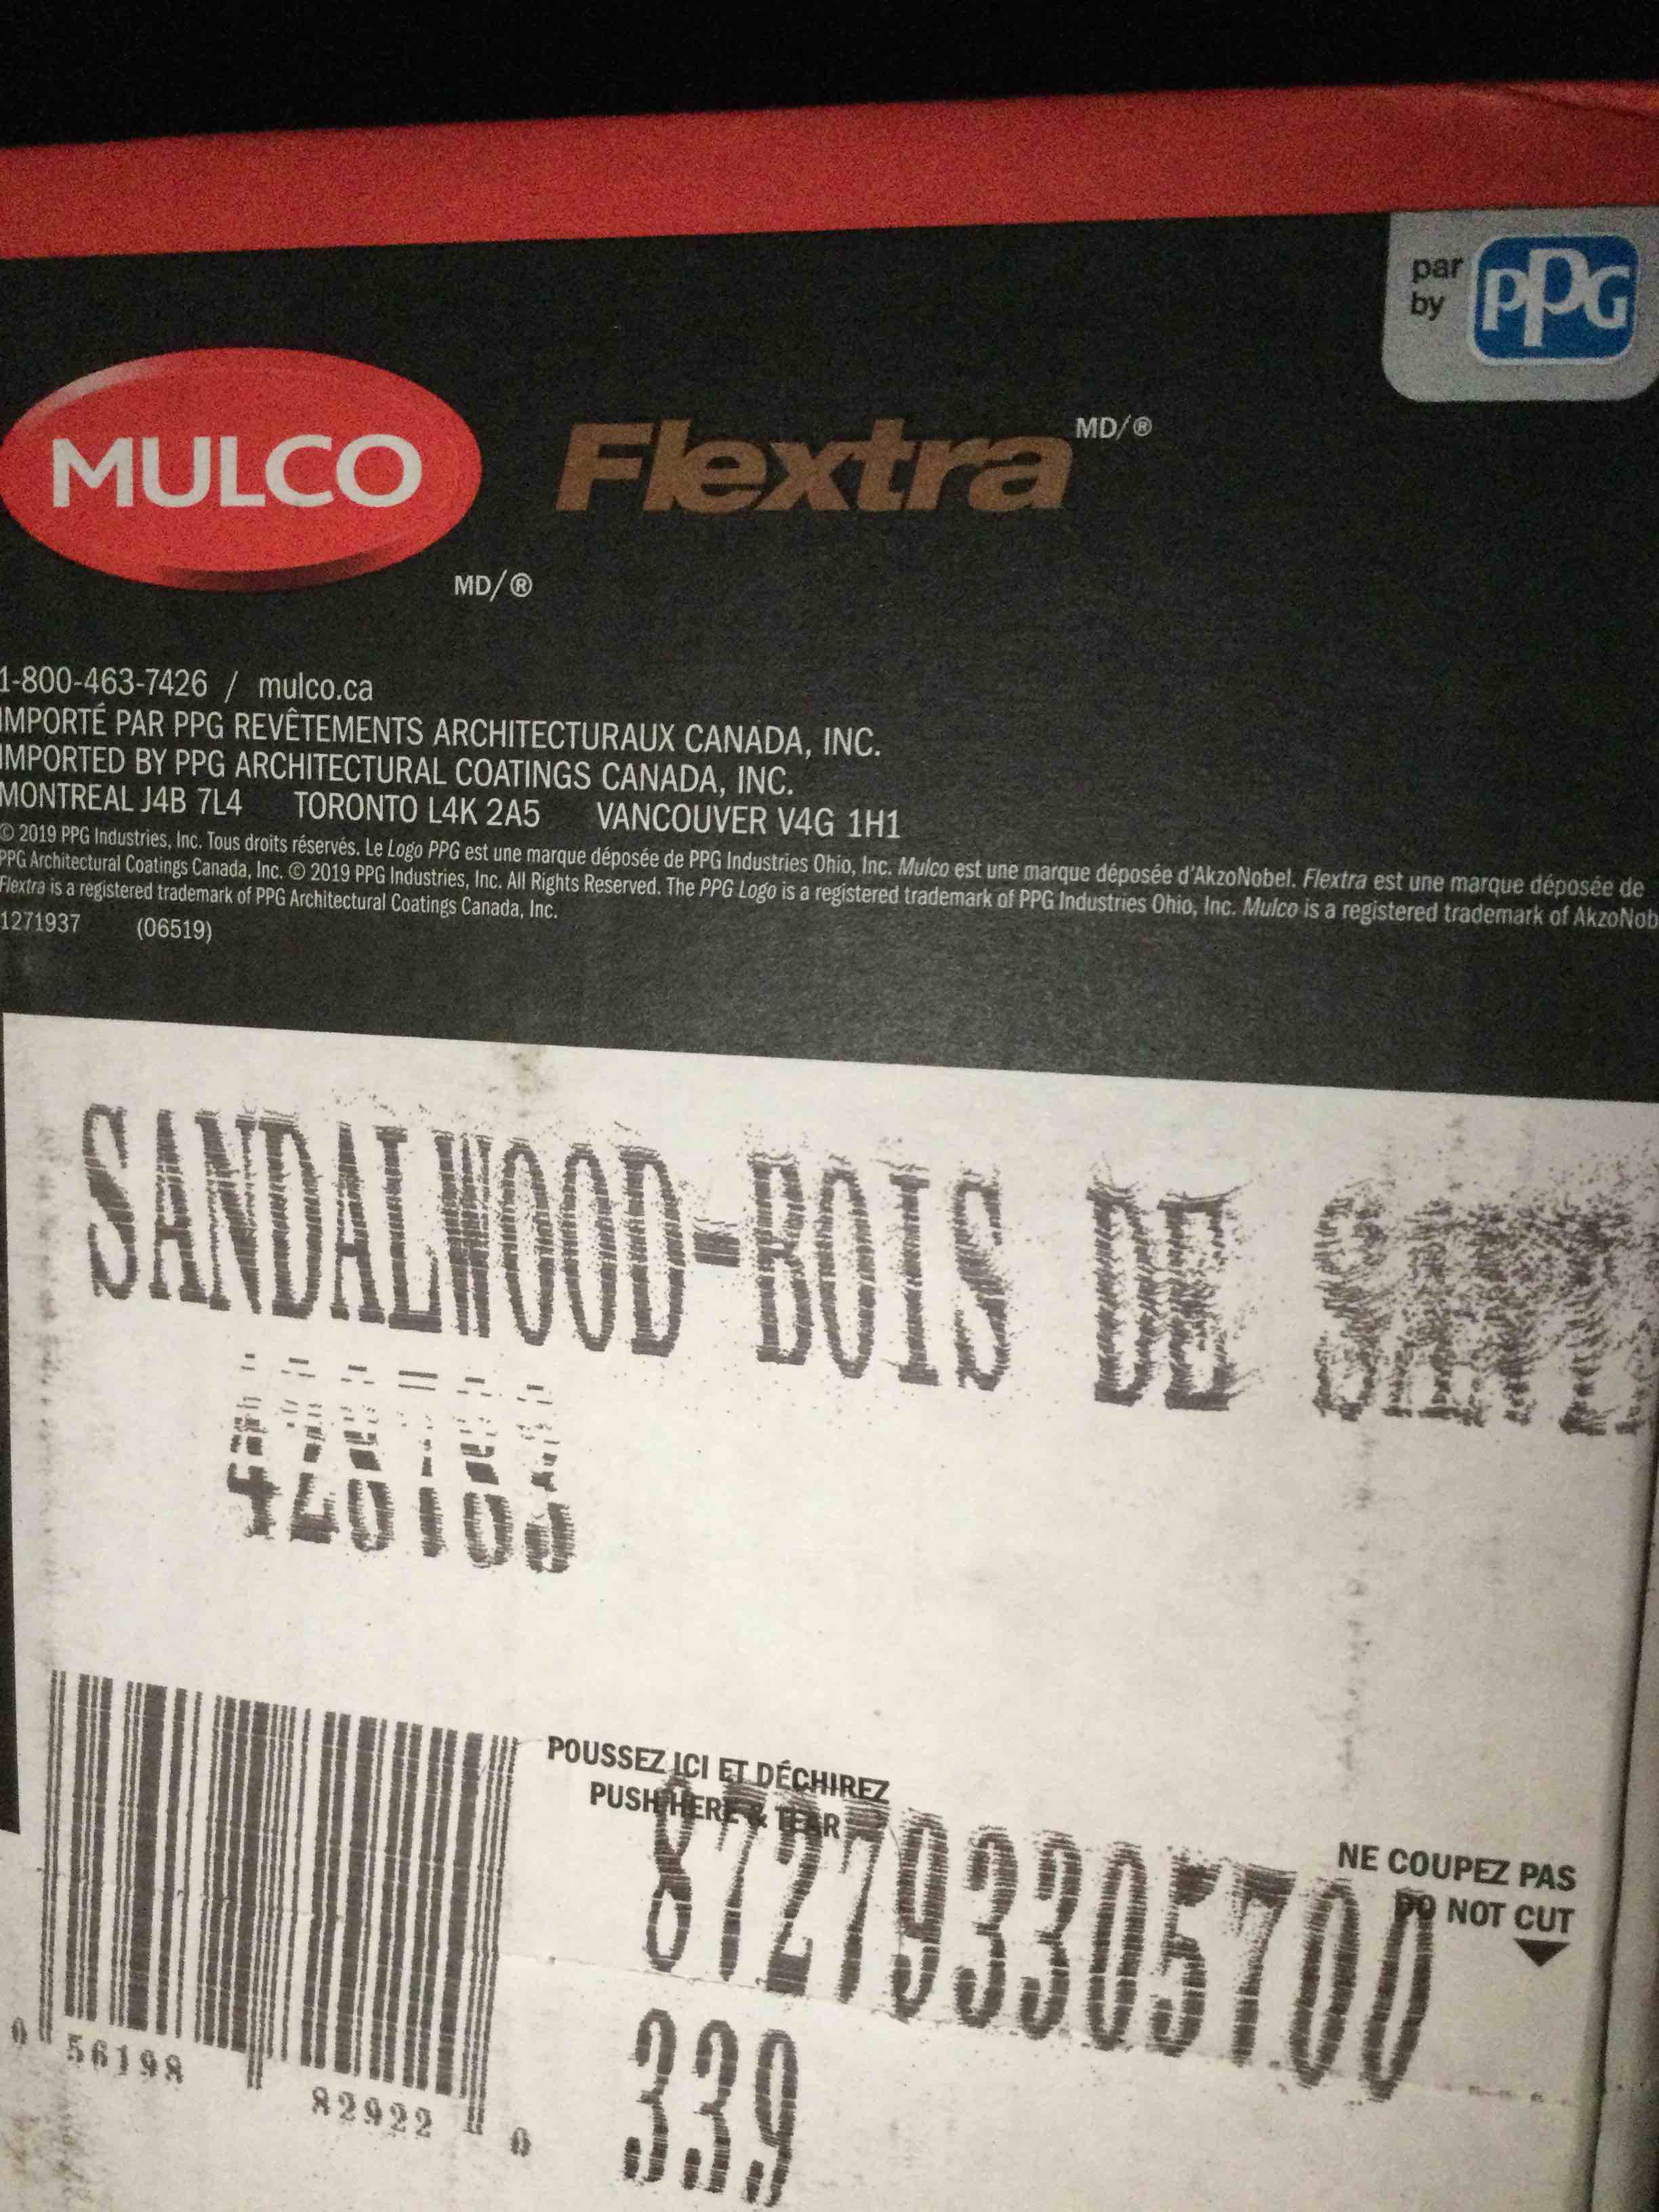 par
by
PPG
MULCO
MD/®
Flextra
MD/®
1-800-463-7426 / mulco.ca
IMPORTÉ PAR PPG REVÊTEMENTS ARCHITECTURAUX CANADA, INC.
IMPORTED BY PPG ARCHITECTURAL COATINGS CANADA, INC.
MONTREAL J4B 7L4 TORONTO L4K 2A5 VANCOUVER V4G 1H1
© 2019 PPG Industries, Inc. Tous droits réservés. Le Logo PPG est une marque déposée de PPG Industries Ohio, Inc. Mulco est une marque déposée d'AkzoNobel. Flextra est une marque déposée de
PPG Architectural Coatings Canada, Inc. © 2019 PPG Industries, Inc. All Rights Reserved. The PPG Logo is a registered trademark of PPG Industries Ohio, Inc. Mulco is a registered trademark of AkzoNob
Flextra is a registered trademark of PPG Architectural Coatings Canada, Inc.
1271937 (06519)
SANDALWOOD-BOIS DE
POUSSEZ ICI ET DÉCHIREZ
PUSH HERE & TEAR
872793305700
NE COUPEZ PAS
DO NOT CUT
339
0 56198 82922 0